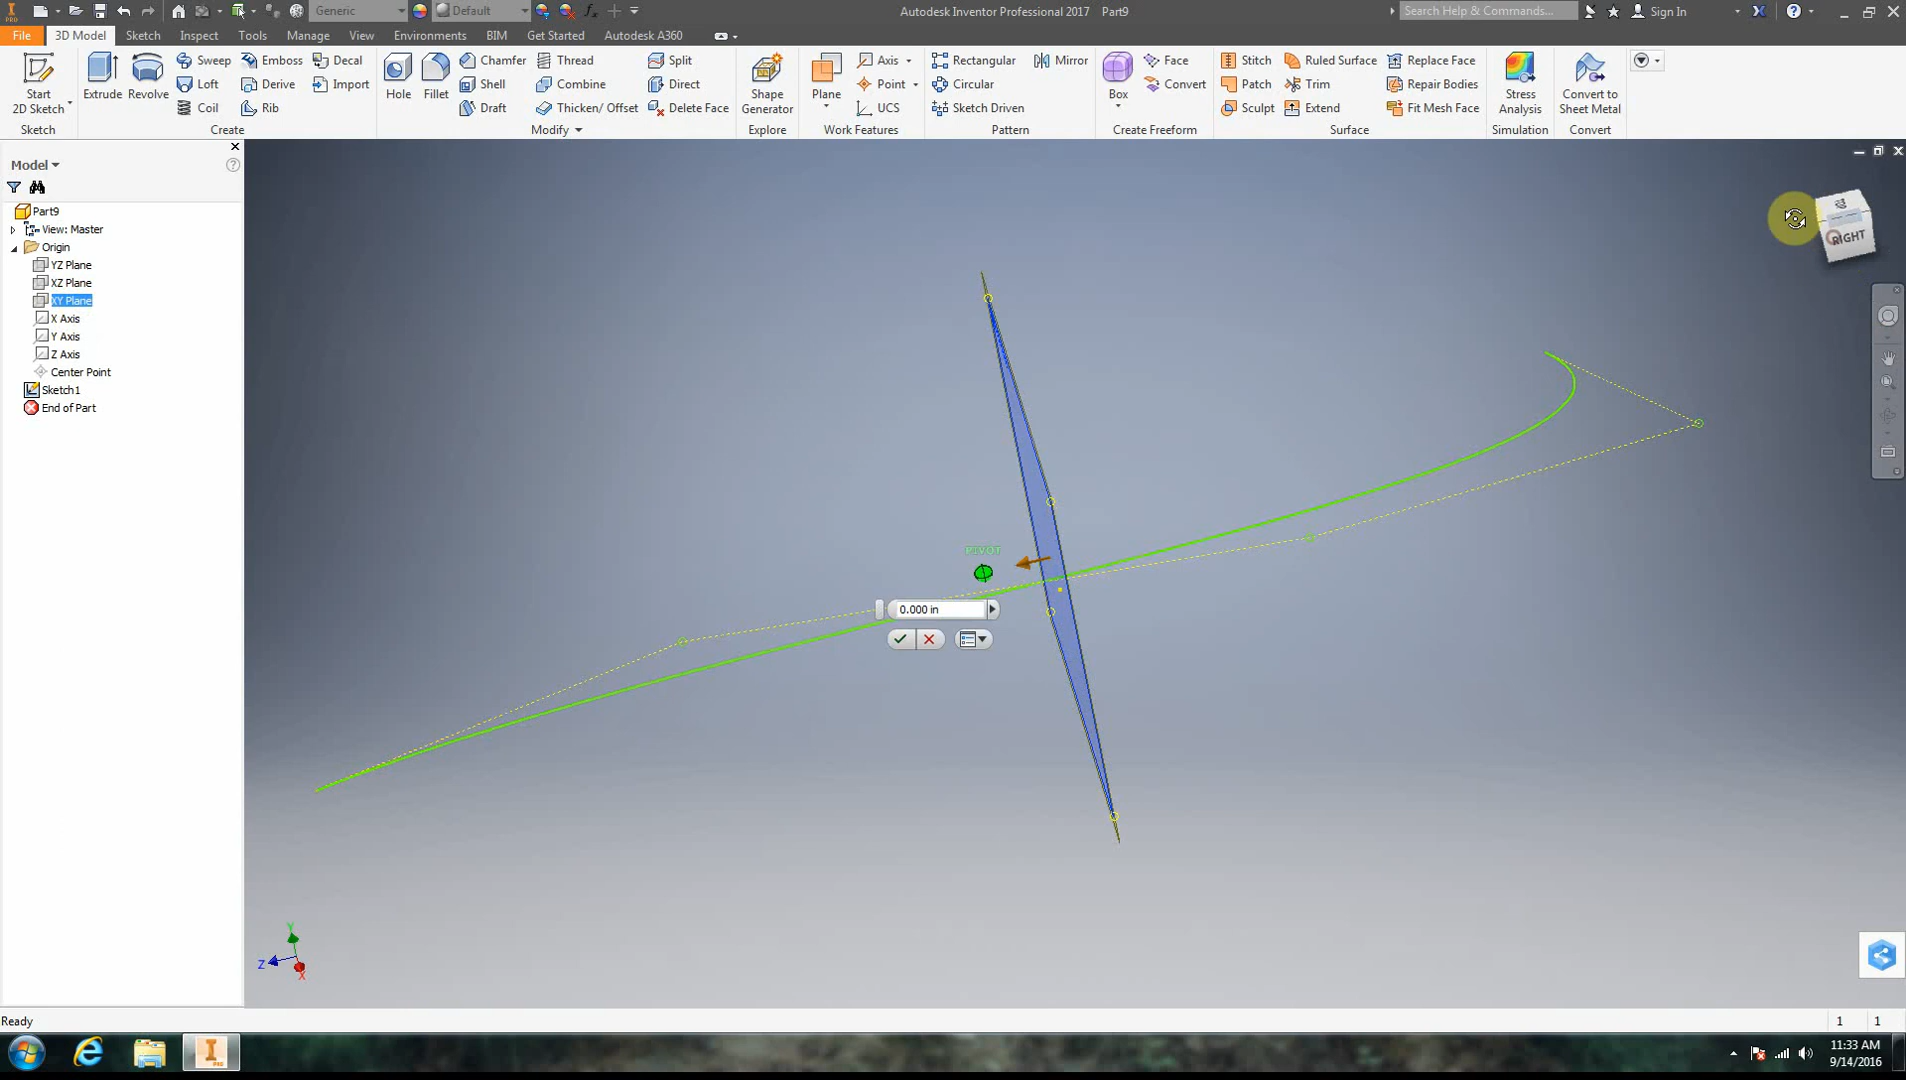 Generic
Default
Autodesk Inventor Professional 2017 Part9
Search Help & Commands...
Sign In
PRO
File
3D Model
Sketch
Inspect
Tools
Manage
View
Environments
BIM
Get Started
Autodesk A360
Start
2D Sketch
Sketch
Extrude
Revolve
Sweep
Loft
Coil
Emboss
Derive
Rib
Decal
Import
Create
Hole
Fillet
Chamfer
Shell
Draft
Thread
Combine
Thicken/ Offset
Split
Direct
Delete Face
Modify
Shape
Generator
Explore
Plane
Axis
Point
UCS
Work Features
Rectangular
Circular
Sketch Driven
Mirror
Pattern
Box
Face
Convert
Create Freeform
Stitch
Patch
Sculpt
Ruled Surface
Trim
Extend
Replace Face
Repair Bodies
Fit Mesh Face
Surface
Stress
Analysis
Simulation
Convert to
Sheet Metal
Convert
Model
Part9
View: Master
Origin
YZ Plane
XZ Plane
XY Plane
X Axis
Y Axis
Z Axis
Center Point
Sketch1
End of Part
RIGHT
PIVOT
0.000 in
Y
Z
X
Ready
1 1
11:33 AM
9/14/2016